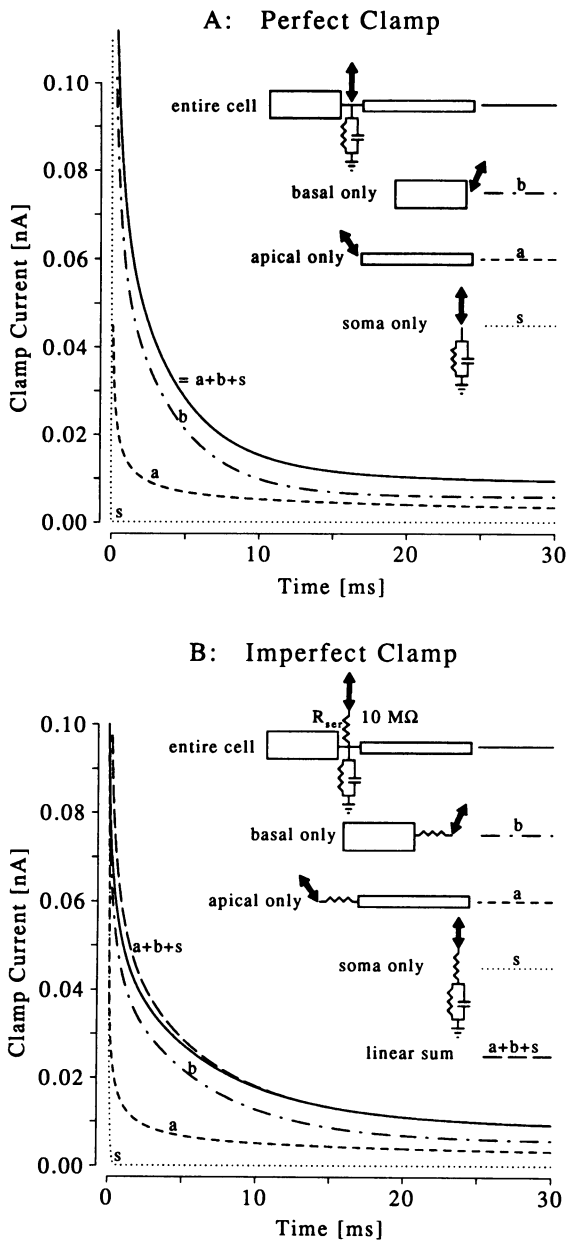 A: Perfect Clamp
0.10
entire cell
0.08
basal only
b
0.06
apical only
a
Clamp Current [nA]
soma only
s
0.04
= a+b+s
b
0.02
a
s
0.00
0
10
20
30
Time [ms]
B: Imperfect Clamp
Rser 10 MΩ
0.10
entire cell
0.08
basal only
b
0.06
apical only
a
Clamp Current [nA]
a+b+s
soma only
s
0.04
linear sum
a+b+s
b
0.02
a
s
0.00
0
10
20
30
Time [ms]